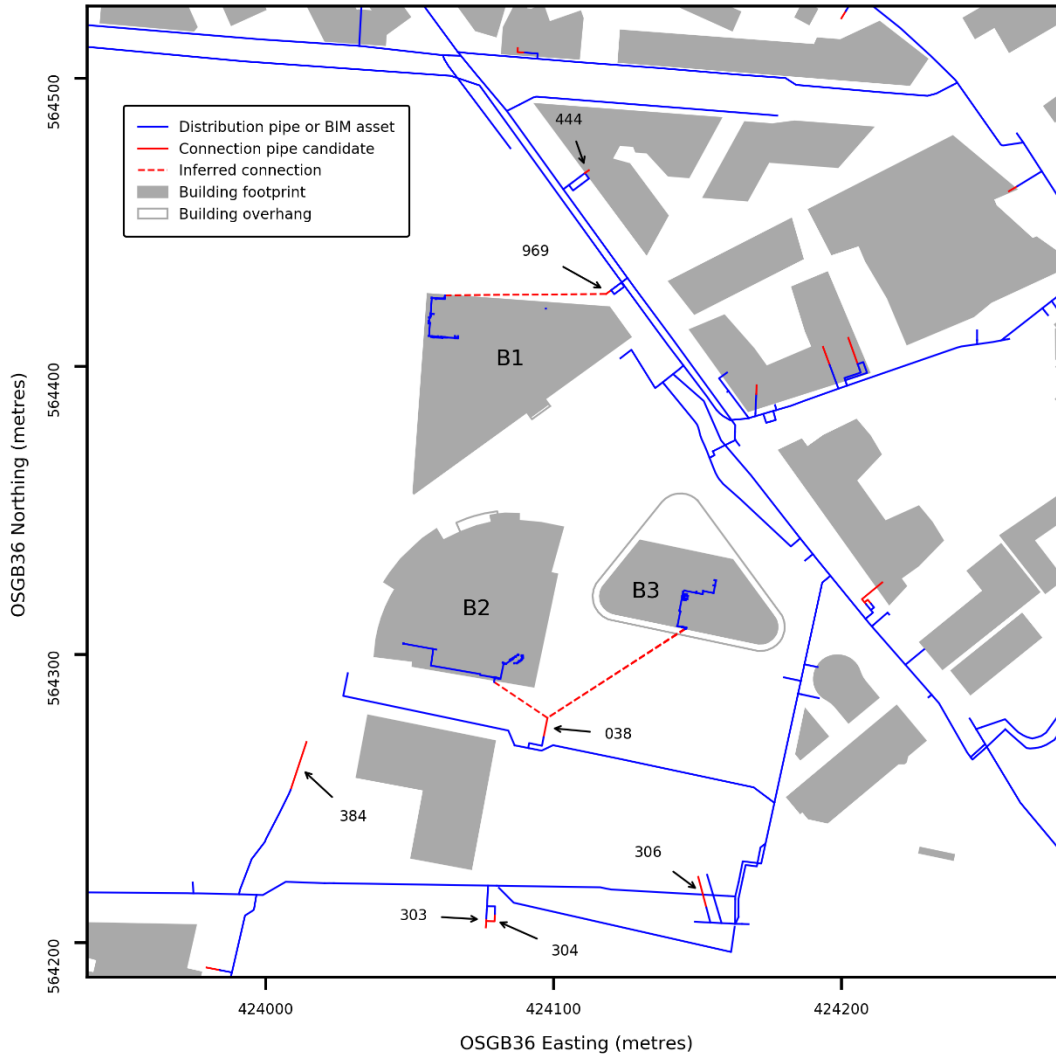 564500
564400
564300
564200
OSGB36 Northing (metres)
Distribution pipe or BIM asset
Connection pipe candidate
Inferred connection
Building footprint
Building overhang
444
969
B1
B2
B3
038
384
306
303
304
424000
424100
424200
OSGB36 Easting (metres)